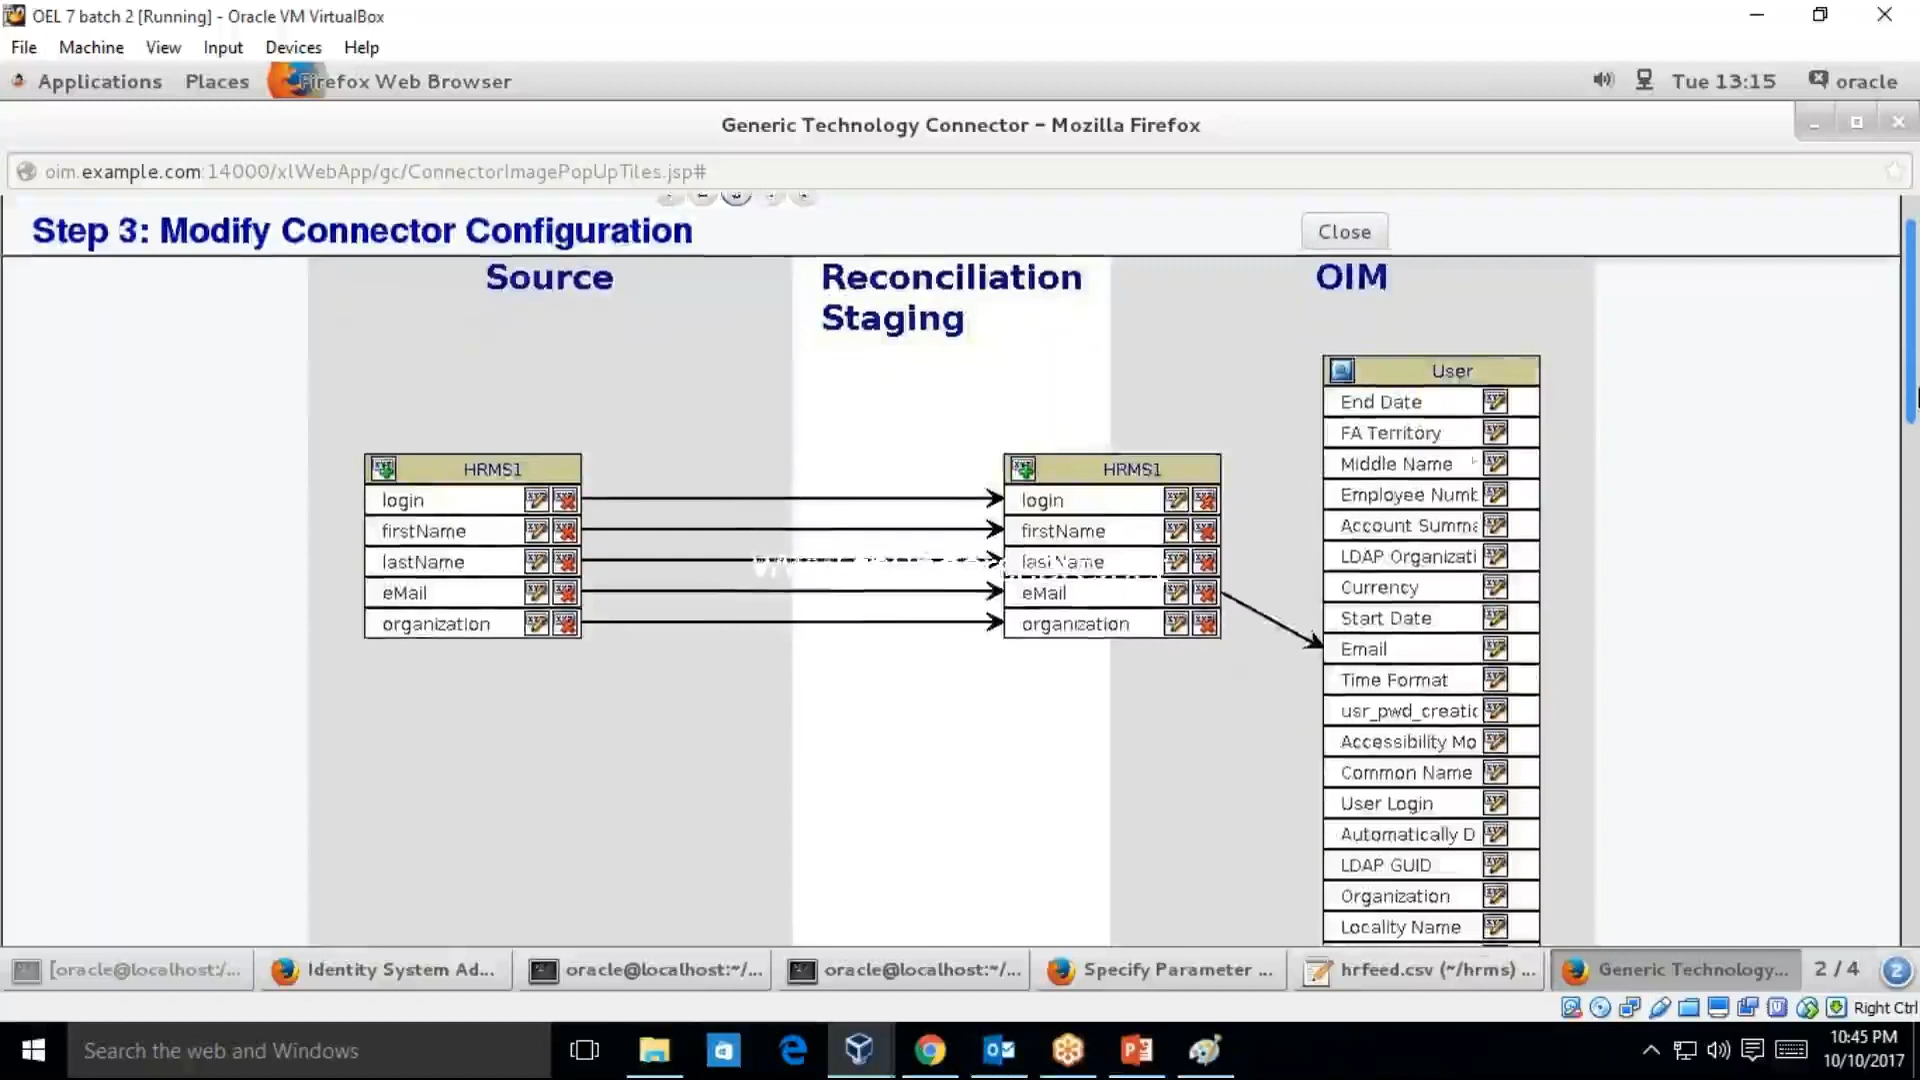 OEL 7 batch 2 [Running] - Oracle VM VirtualBox
File Machine View Input Devices Help
Applications Places Firefox Web Browser Tue 13:15 oracle
Generic Technology Connector - Mozilla Firefox
oim.example.com:14000/xlWebApp/gc/ConnectorImagePopUpTiles.jsp#
Step 3: Modify Connector Configuration
Close
Source
Reconciliation
Staging
OIM
HRMS1
login
firstName
lastName
eMail
organization
HRMS1
login
firstName
lastName
eMail
organization
User
End Date
FA Territory
Middle Name
Employee Numb
Account Summa
LDAP Organizati
Currency
Start Date
Email
Time Format
usr_pwd_creatic
Accessibility Mo
Common Name
User Login
Automatically D
LDAP GUID
Organization
Locality Name
[oracle@localhost:/... Identity System Ad... oracle@localhost:~/... oracle@localhost:~/... Specify Parameter ... hrfeed.csv (~/hrms) ... Generic Technology... 2 / 4 2
Right Ctrl
Search the web and Windows
10:45 PM
10/10/2017